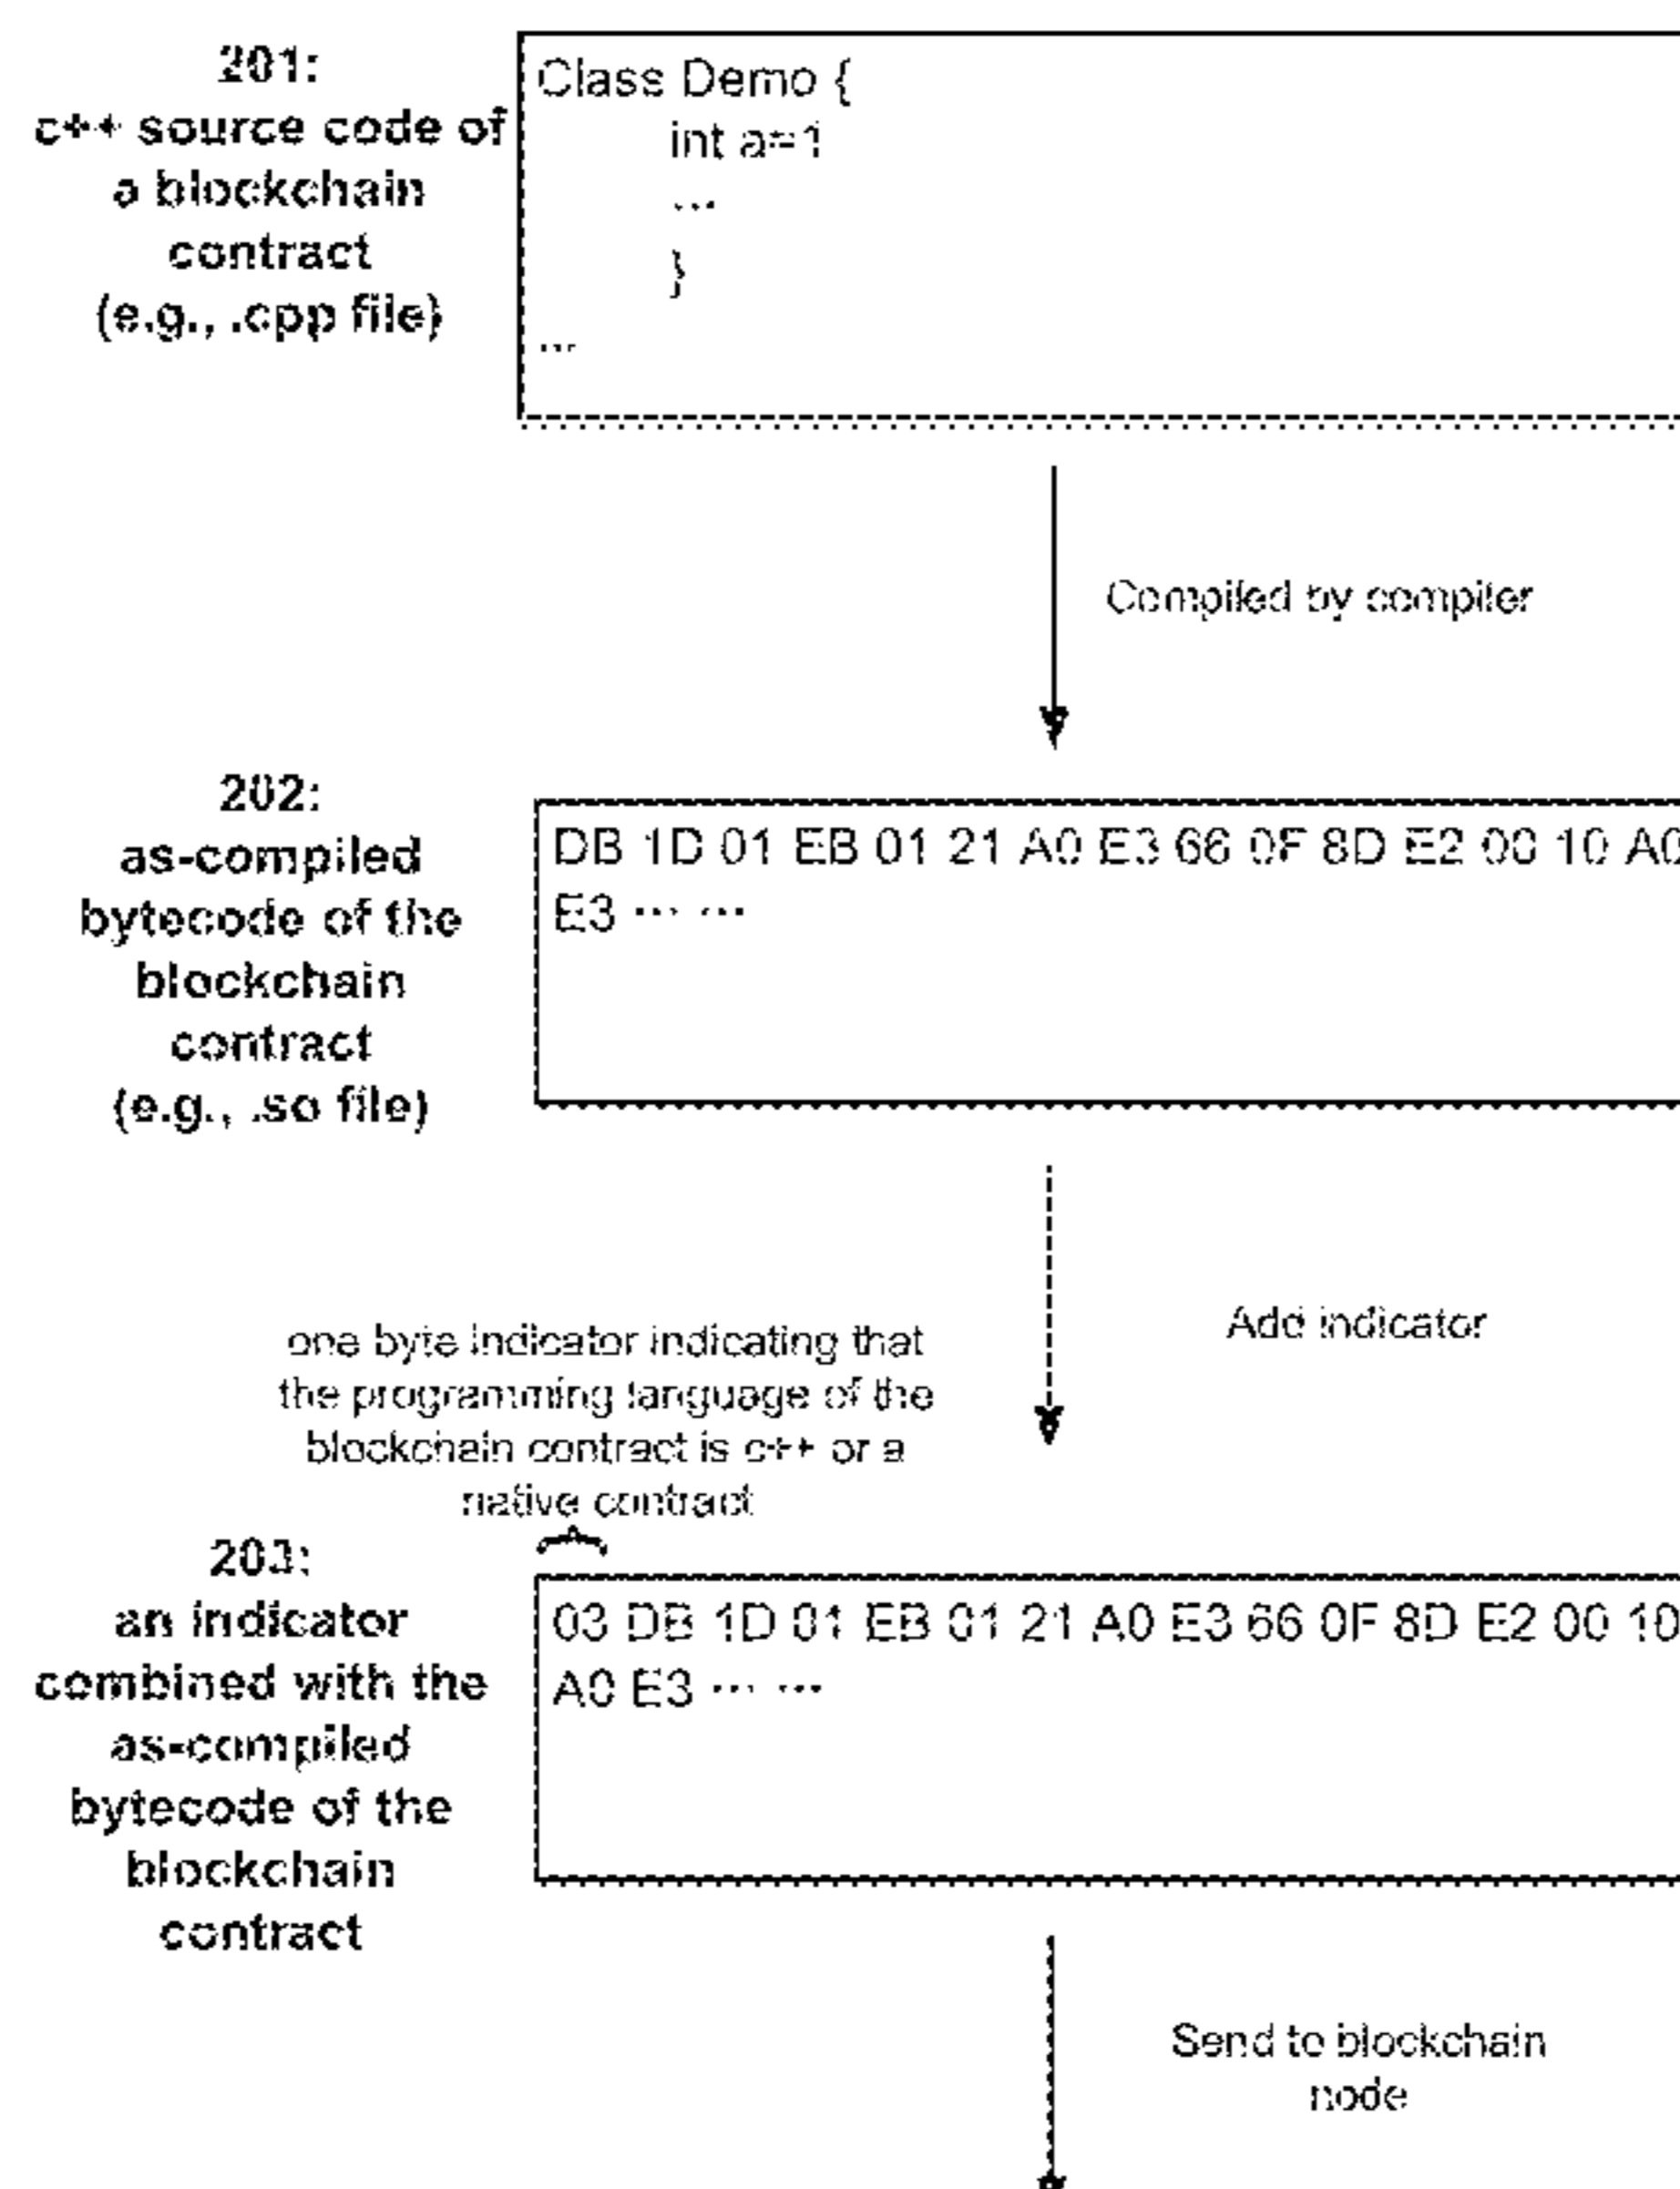 201:
c++ source code of
a blockchain
contract
(e.g., .cpp file)
Class Demo {
int a=1
...
}
...
Compiled by compiler
202:
as-compiled
bytecode of the
blockchain
contract
(e.g., .so file)
DB 1D 01 EB 01 21 A0 E3 66 0F 8D E2 00 10 A0
E3 ... ...
Add indicator
one byte indicator indicating that
the programming language of the
blockchain contract is c++ or a
native contract
203:
an indicator
combined with the
as-compiled
bytecode of the
blockchain
contract
03 DB 1D 01 EB 01 21 A0 E3 66 0F 8D E2 00 10
A0 E3 ... ...
Send to blockchain
node